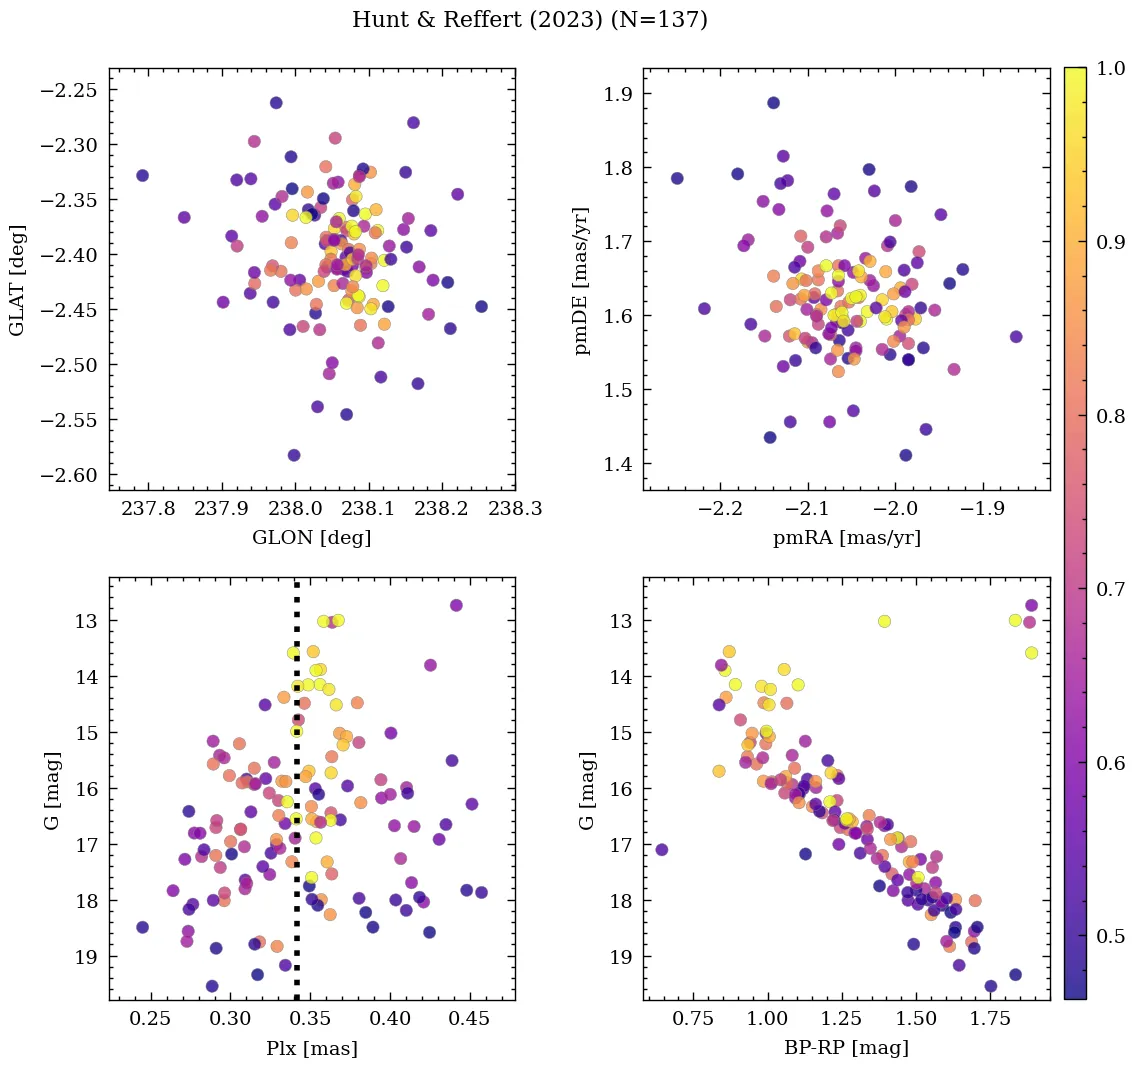 Hunt & Reffert (2023) (N=137)
−2.25
−2.30
−2.35
−2.40
−2.45
−2.50
−2.55
−2.60
GLAT [deg]
237.8 237.9 238.0 238.1 238.2 238.3
GLON [deg]
1.9
1.8
1.7
1.6
1.5
1.4
pmDE [mas/yr]
−2.2 −2.1 −2.0 −1.9
pmRA [mas/yr]
13
14
15
16
17
18
19
G [mag]
0.25 0.30 0.35 0.40 0.45
Plx [mas]
13
14
15
16
17
18
19
G [mag]
0.75 1.00 1.25 1.50 1.75
BP-RP [mag]
1.0
0.9
0.8
0.7
0.6
0.5